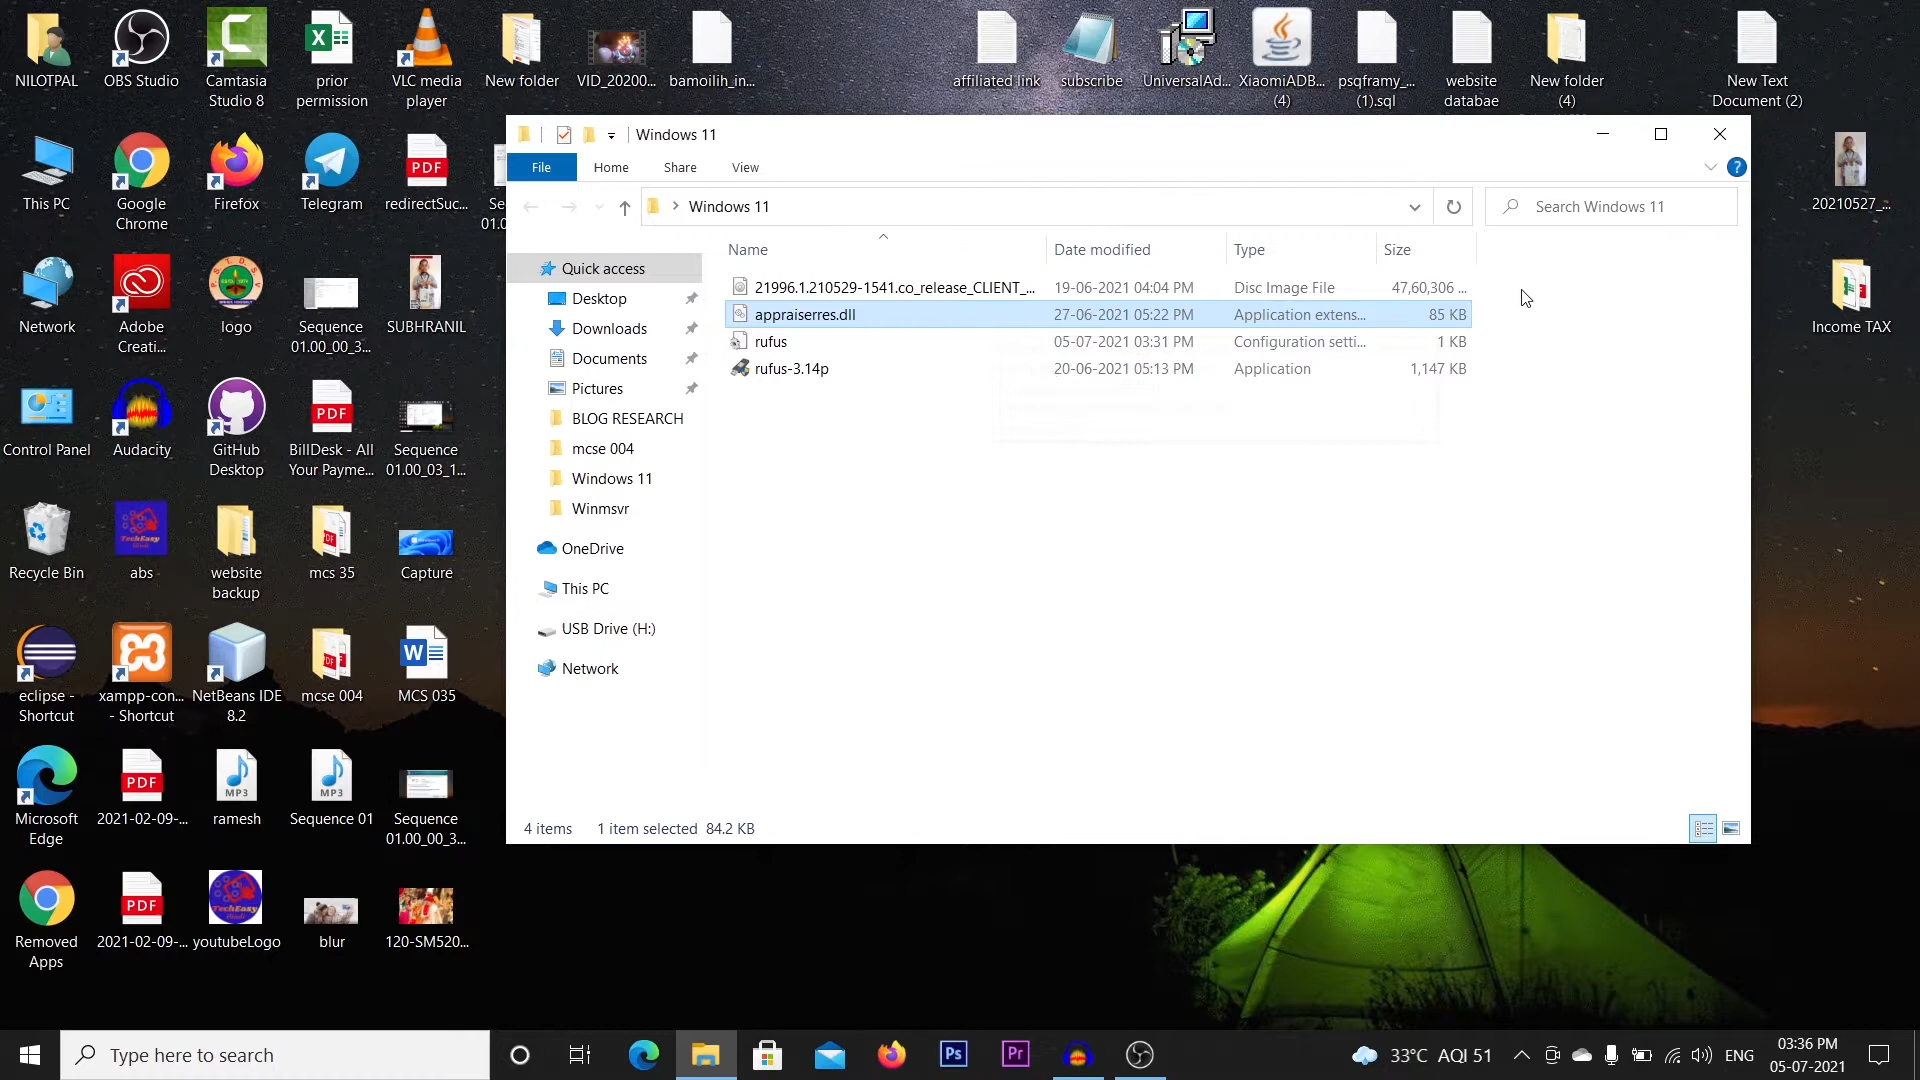 NILOTPAL
OBS Studio
Camtasia
Studio 8
prior
permission
VLC media
player
New folder
VID_20200...
bamoilih_in...
affiliated link
subscribe
UniversalAd...
XiaomiADB...
(4)
psqframy_...
(1).sql
website
databae
New folder
(4)
New Text
Document (2)
This PC
Google
Chrome
Firefox
Telegram
PDF
redirectSuc...
Se
01.0
20210527_...
Network
Adobe
Creati...
logo
Sequence
01.00_00_3...
SUBHRANIL
Income TAX
Control Panel
Audacity
GitHub
Desktop
PDF
BillDesk - All
Your Payme...
Sequence
01.00_03_1...
Recycle Bin
TechEasy
abs
website
backup
mcs 35
Capture
eclipse -
Shortcut
xampp-con...
- Shortcut
NetBeans IDE
8.2
mcse 004
MCS 035
Microsoft
Edge
PDF
2021-02-09-...
MP3
ramesh
MP3
Sequence 01
Sequence
01.00_00_3...
Removed
Apps
PDF
2021-02-09-...
youtubeLogo
blur
120-SM520...
Windows 11
File Home Share View
Windows 11
Search Windows 11
Name Date modified Type Size
21996.1.210529-1541.co_release_CLIENT_... 19-06-2021 04:04 PM Disc Image File 47,60,306 ...
appraiserres.dll 27-06-2021 05:22 PM Application extens... 85 KB
rufus 05-07-2021 03:31 PM Configuration setti... 1 KB
rufus-3.14p 20-06-2021 05:13 PM Application 1,147 KB
Quick access
Desktop
Downloads
Documents
Pictures
BLOG RESEARCH
mcse 004
Windows 11
Winmsvr
OneDrive
This PC
USB Drive (H:)
Network
4 items 1 item selected 84.2 KB
Type here to search
Ps
Pr
33°C AQI 51
ENG
03:36 PM
05-07-2021